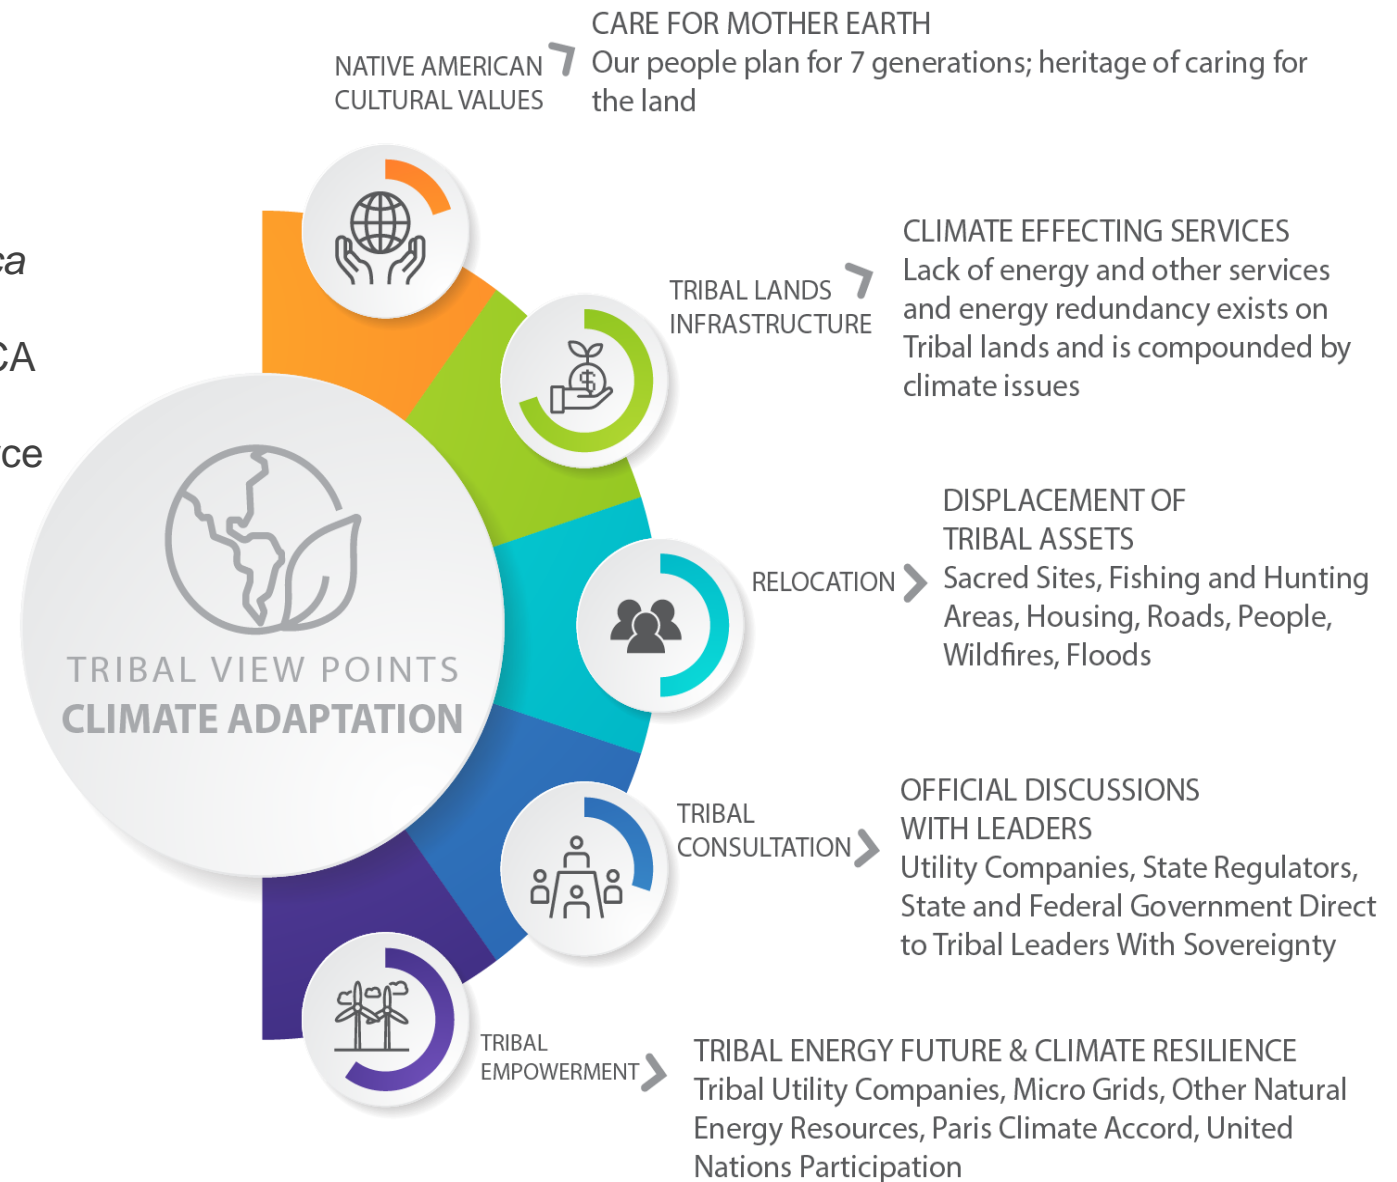 CARE FOR MOTHER EARTH
NATIVE AMERICAN
CULTURAL VALUES
Our people plan for 7 generations; heritage of caring for
the land
CLIMATE EFFECTING SERVICES
TRIBAL LANDS
INFRASTRUCTURE
Lack of energy and other services
and energy redundancy exists on
Tribal lands and is compounded by
climate issues
CA
TRIBAL VIEW POINTS
CLIMATE ADAPTATION
RELOCATION
DISPLACEMENT OF
TRIBAL ASSETS
Sacred Sites, Fishing and Hunting
Areas, Housing, Roads, People,
Wildfires, Floods
TRIBAL
CONSULTATION
OFFICIAL DISCUSSIONS
WITH LEADERS
Utility Companies, State Regulators,
State and Federal Government Direct
to Tribal Leaders With Sovereignty
TRIBAL
EMPOWERMENT
TRIBAL ENERGY FUTURE & CLIMATE RESILIENCE
Tribal Utility Companies, Micro Grids, Other Natural
Energy Resources, Paris Climate Accord, United
Nations Participation